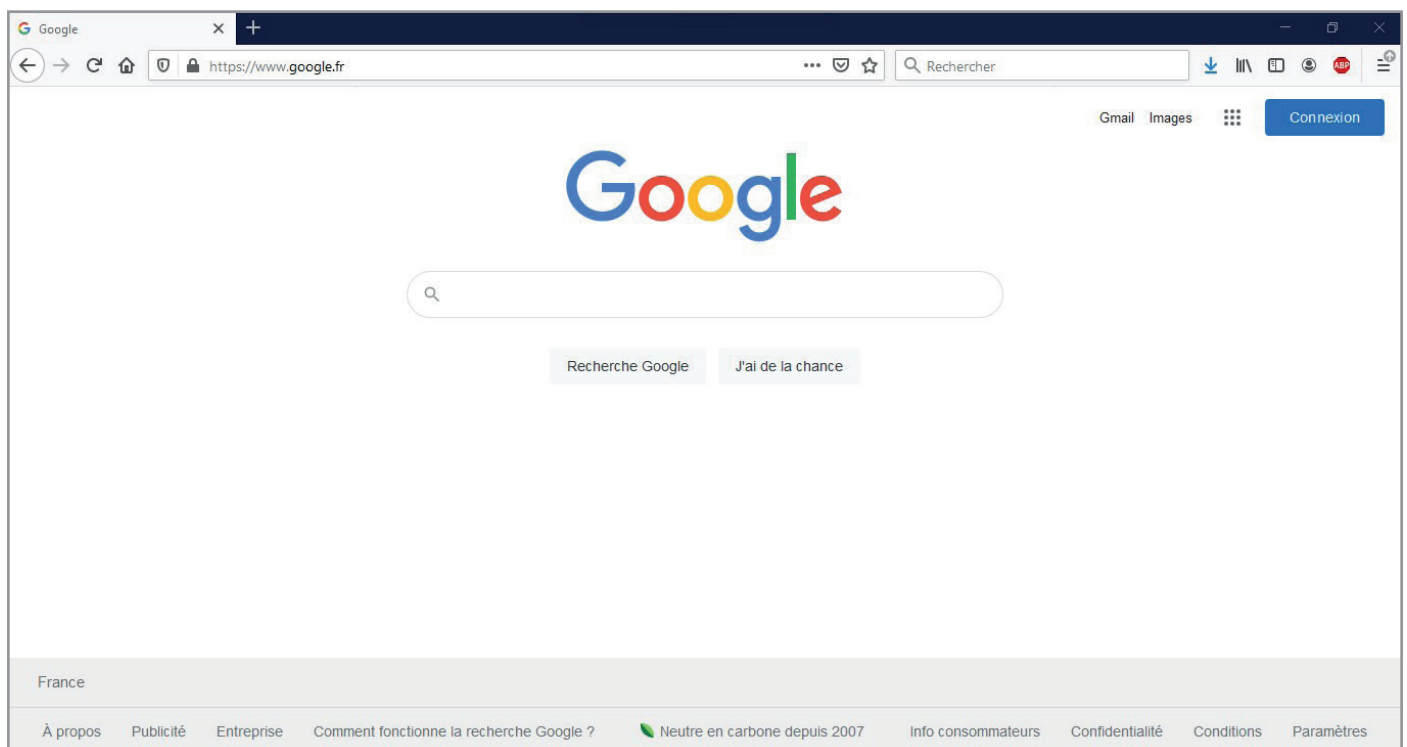 Google
https://www.google.fr
Rechercher
ABP
Gmail Images Connexion
Google
Recherche Google J'ai de la chance
France
À propos Publicité Entreprise Comment fonctionne la recherche Google ? Neutre en carbone depuis 2007 Info consommateurs Confidentialité Conditions Paramètres